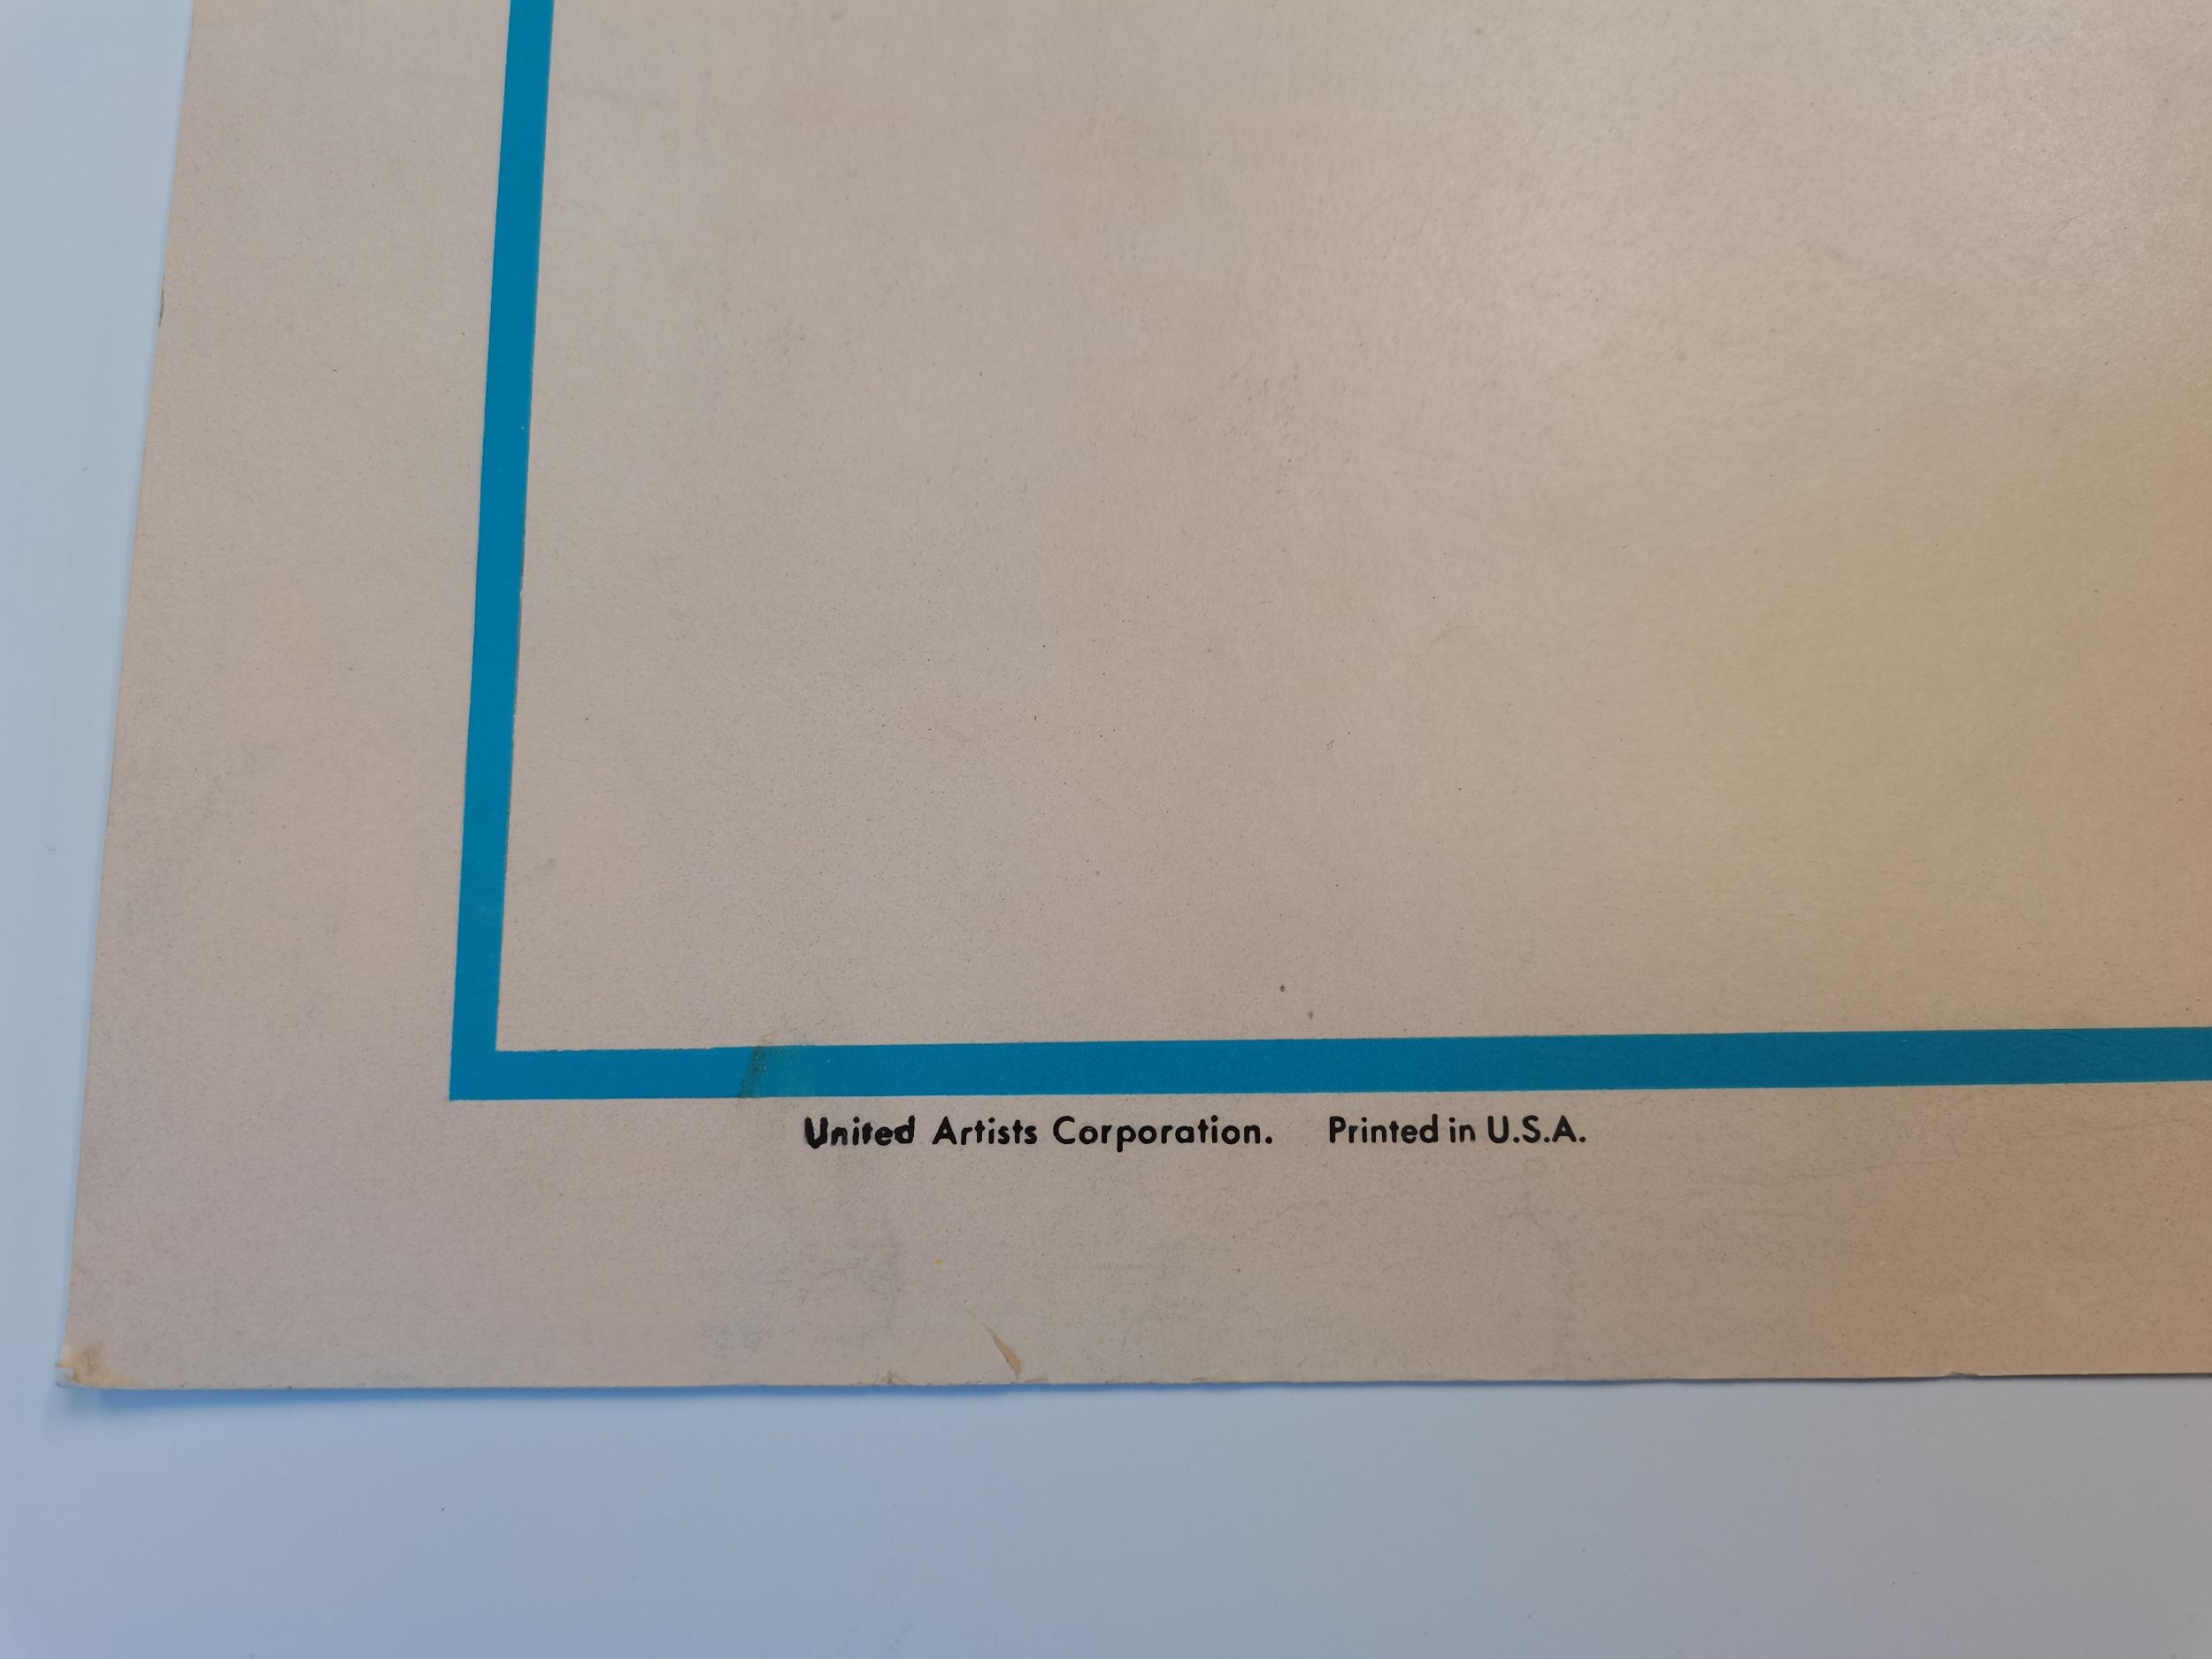 United Artists Corporation. Printed in U.S.A.